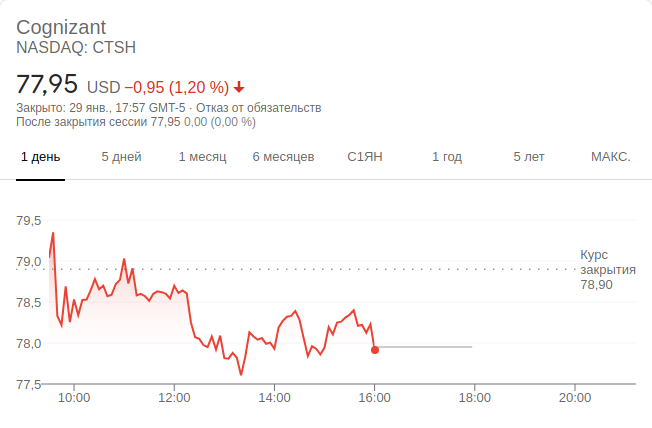 Cognizant
NASDAQ: CTSH
77,95 USD −0,95 (1,20 %)
Закрыто: 29 янв., 17:57 GMT-5 · Отказ от обязательств
После закрытия сессии 77,95 0,00 (0,00 %)
1 день 5 дней 1 месяц 6 месяцев С1ЯН 1 год 5 лет МАКС.
79,5
79,0
78,5
78,0
77,5
Курс
закрытия
78,90
10:00 12:00 14:00 16:00 18:00 20:00